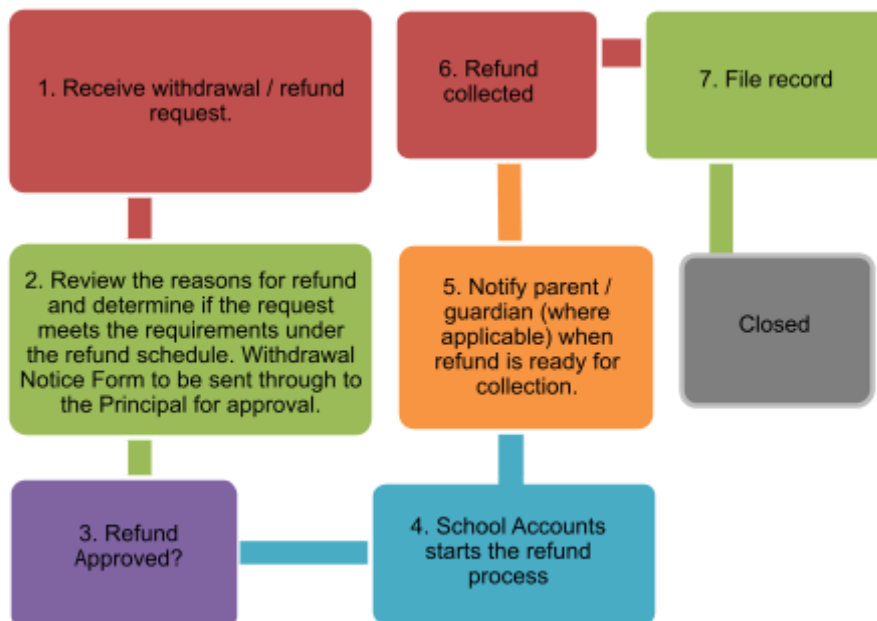 1. Receive withdrawal / refund
request.
2. Review the reasons for refund
and determine if the request
meets the requirements under
the refund schedule. Withdrawal
Notice Form to be sent through to
the Principal for approval.
3. Refund
Approved?
4. School Accounts
starts the refund
process
5. Notify parent /
guardian (where
applicable) when
refund is ready for
collection.
6. Refund
collected
7. File record
Closed